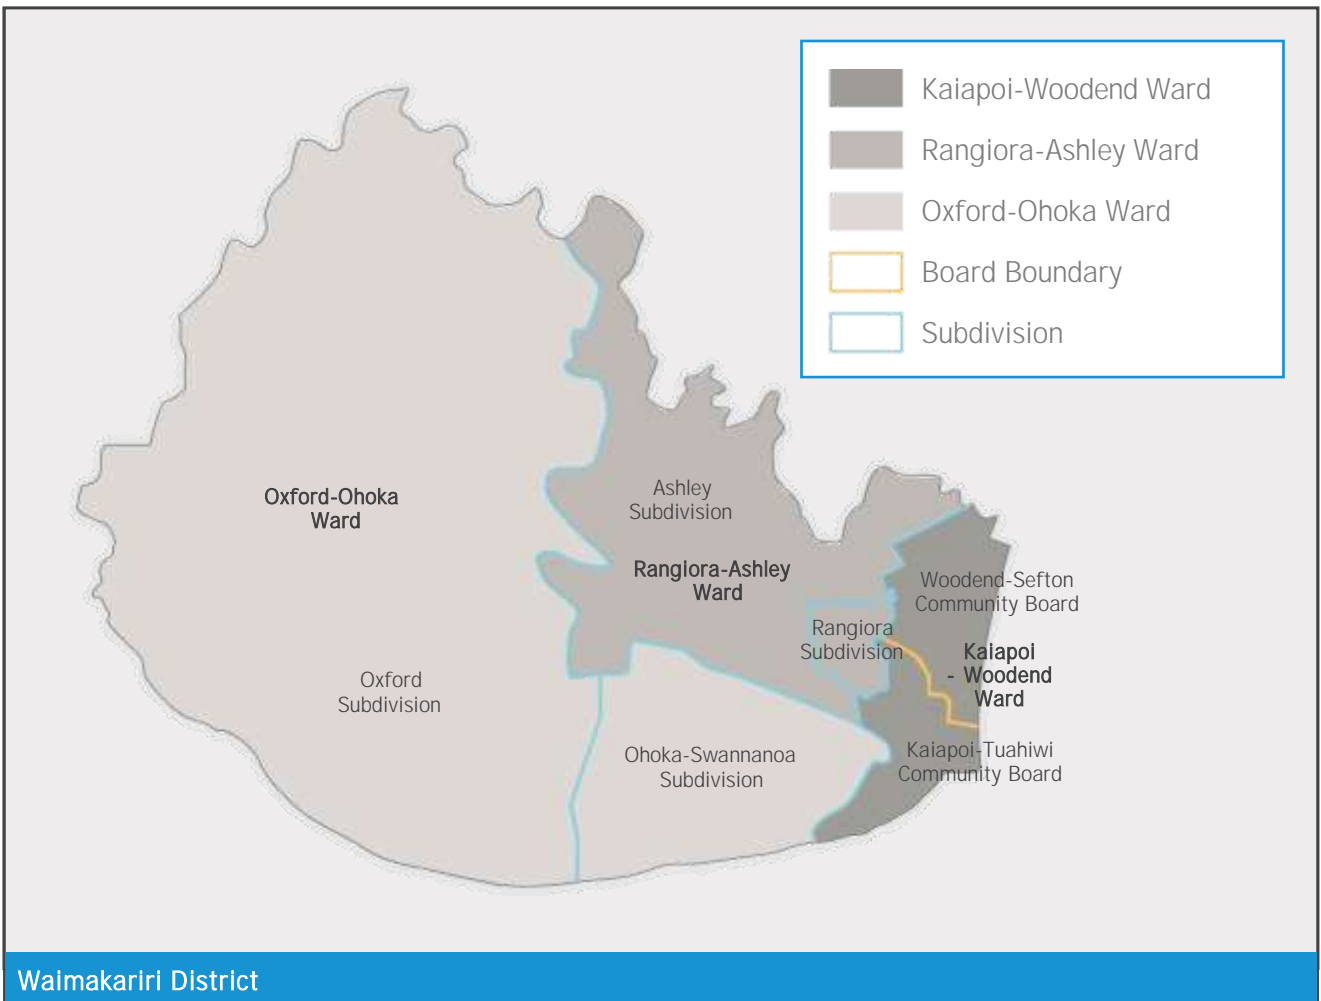 Kaiapoi-Woodend Ward
Rangiora-Ashley Ward
Oxford-Ohoka Ward
Board Boundary
Subdivision
Oxford-Ohoka
Ward
Ashley
Subdivision
Rangiora-Ashley
Ward
Woodend-Sefton
Community Board
Rangiora
Subdivision
Kaiapoi
- Woodend
Ward
Oxford
Subdivision
Ohoka-Swannanoa
Subdivision
Kaiapoi-Tuahiwi
Community Board
Waimakariri District